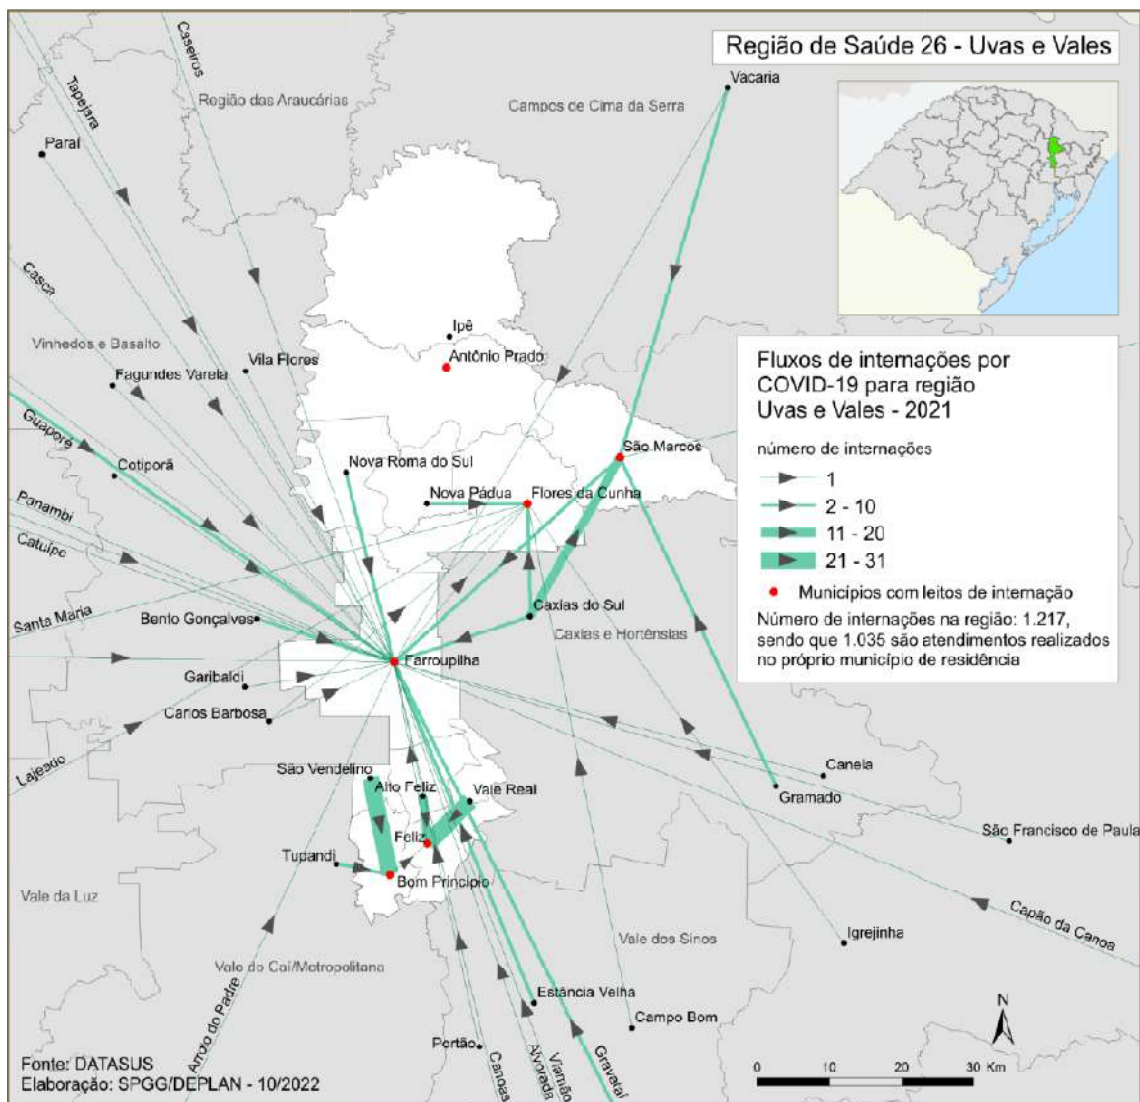 Região de Saúde 26 - Uvas e Vales
Caseiros
Tapejara
Região das Araucárias
Campos de Cima da Serra
Vacaria
Paraí
Casca
Vinhedos e Basalto
Fagundes Varela
Vila Flores
Ipê
Antônio Prado
Guaporé
Cotiporã
Nova Roma do Sul
Nova Pádua
Flores da Cunha
São Marcos
Panambi
Catuípe
Santa Maria
Bento Gonçalves
Caxias do Sul
Caxias e Hortênsias
Farroupilha
Garibaldi
Carlos Barbosa
Lajeado
São Vendelino
Alto Feliz
Vale Real
Feliz
Tupandi
Bom Princípio
Canela
Gramado
São Francisco de Paula
Vale da Luz
Capão da Canoa
Igrejinha
Vale dos Sinos
Vale do Caí/Metropolitana
Arroio do Padre
Estância Velha
Campo Bom
Portão
Canoas
Alvorada
Viamão
Gravataí
Fluxos de internações por
COVID-19 para região
Uvas e Vales - 2021
número de internações
1
2 - 10
11 - 20
21 - 31
Municípios com leitos de internação
Número de internações na região: 1.217,
sendo que 1.035 são atendimentos realizados
no próprio município de residência
N
0 10 20 30 Km
Fonte: DATASUS
Elaboração: SPGG/DEPLAN - 10/2022